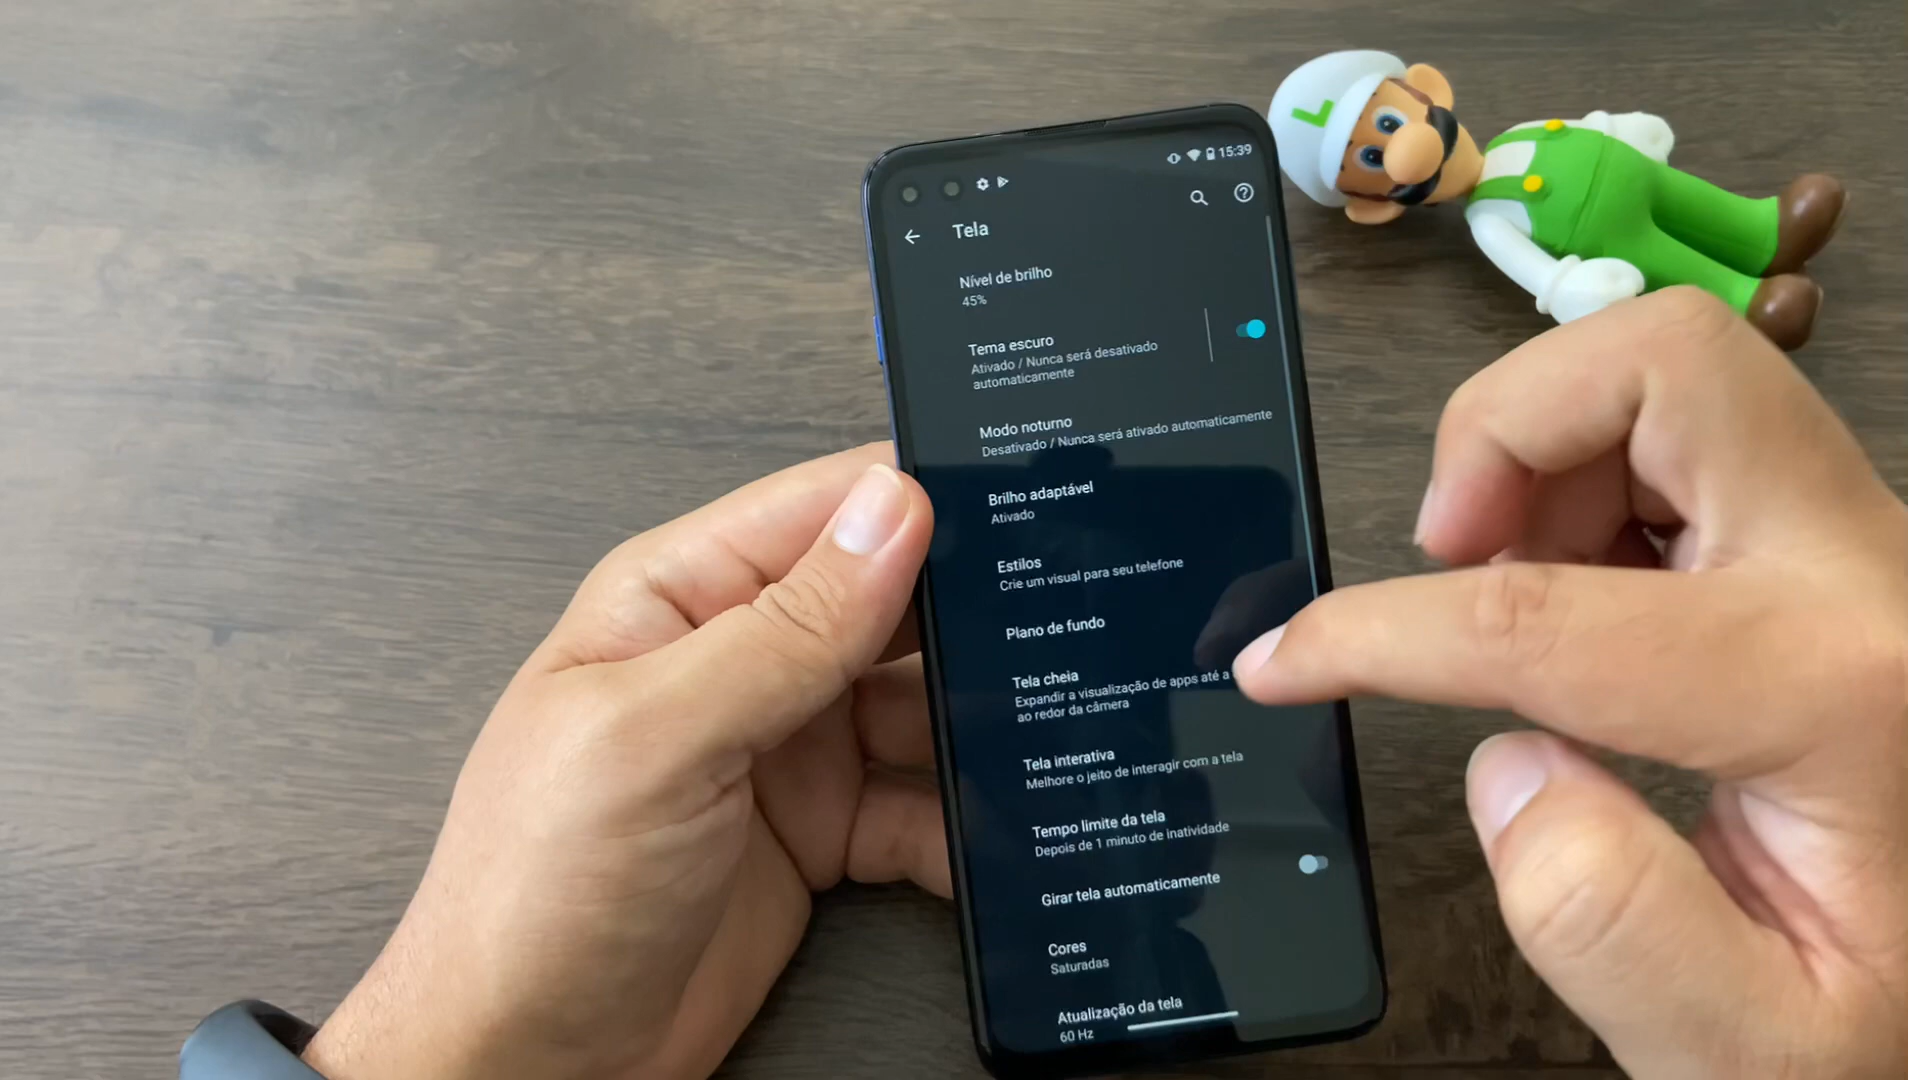 15:39
Tela
Nível de brilho
45%
Tema escuro
Ativado / Nunca será desativado
automaticamente
Modo noturno
Desativado / Nunca será ativado automaticamente
Brilho adaptável
Ativado
Estilos
Crie um visual para seu telefone
Plano de fundo
Tela cheia
Expandir a visualização de apps até a
ao redor da câmera
Tela interativa
Melhore o jeito de interagir com a tela
Tempo limite da tela
Depois de 1 minuto de inatividade
Girar tela automaticamente
Cores
Saturadas
Atualização da tela
60 Hz
L